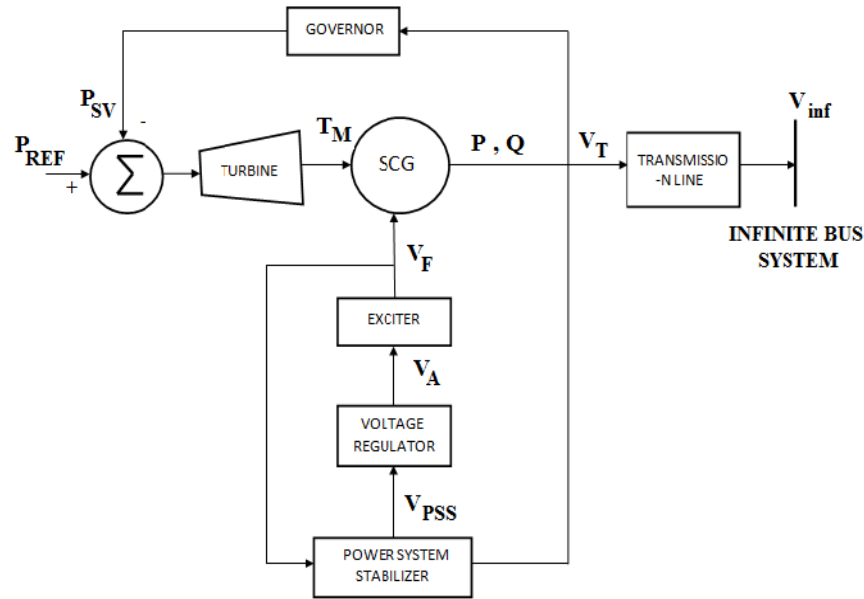 GOVERNOR
P_SV
-
P_REF
+
Σ
TURBINE
T_M
SCG
P , Q
V_T
TRANSMISSIO
-N LINE
V_inf
INFINITE BUS
SYSTEM
V_F
EXCITER
V_A
VOLTAGE
REGULATOR
V_PSS
POWER SYSTEM
STABILIZER